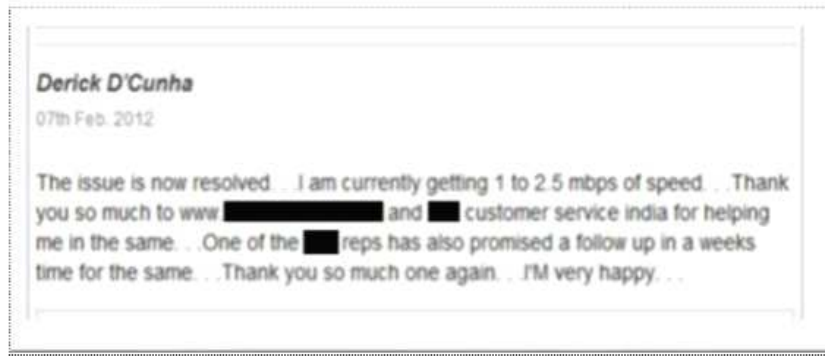 Derick D'Cunha
07th Feb. 2012
The issue is now resolved. . .I am currently getting 1 to 2.5 mbps of speed. . .Thank
you so much to www. and customer service india for helping
me in the same. . .One of the reps has also promised a follow up in a weeks
time for the same. . .Thank you so much one again. . .I'M very happy. . .